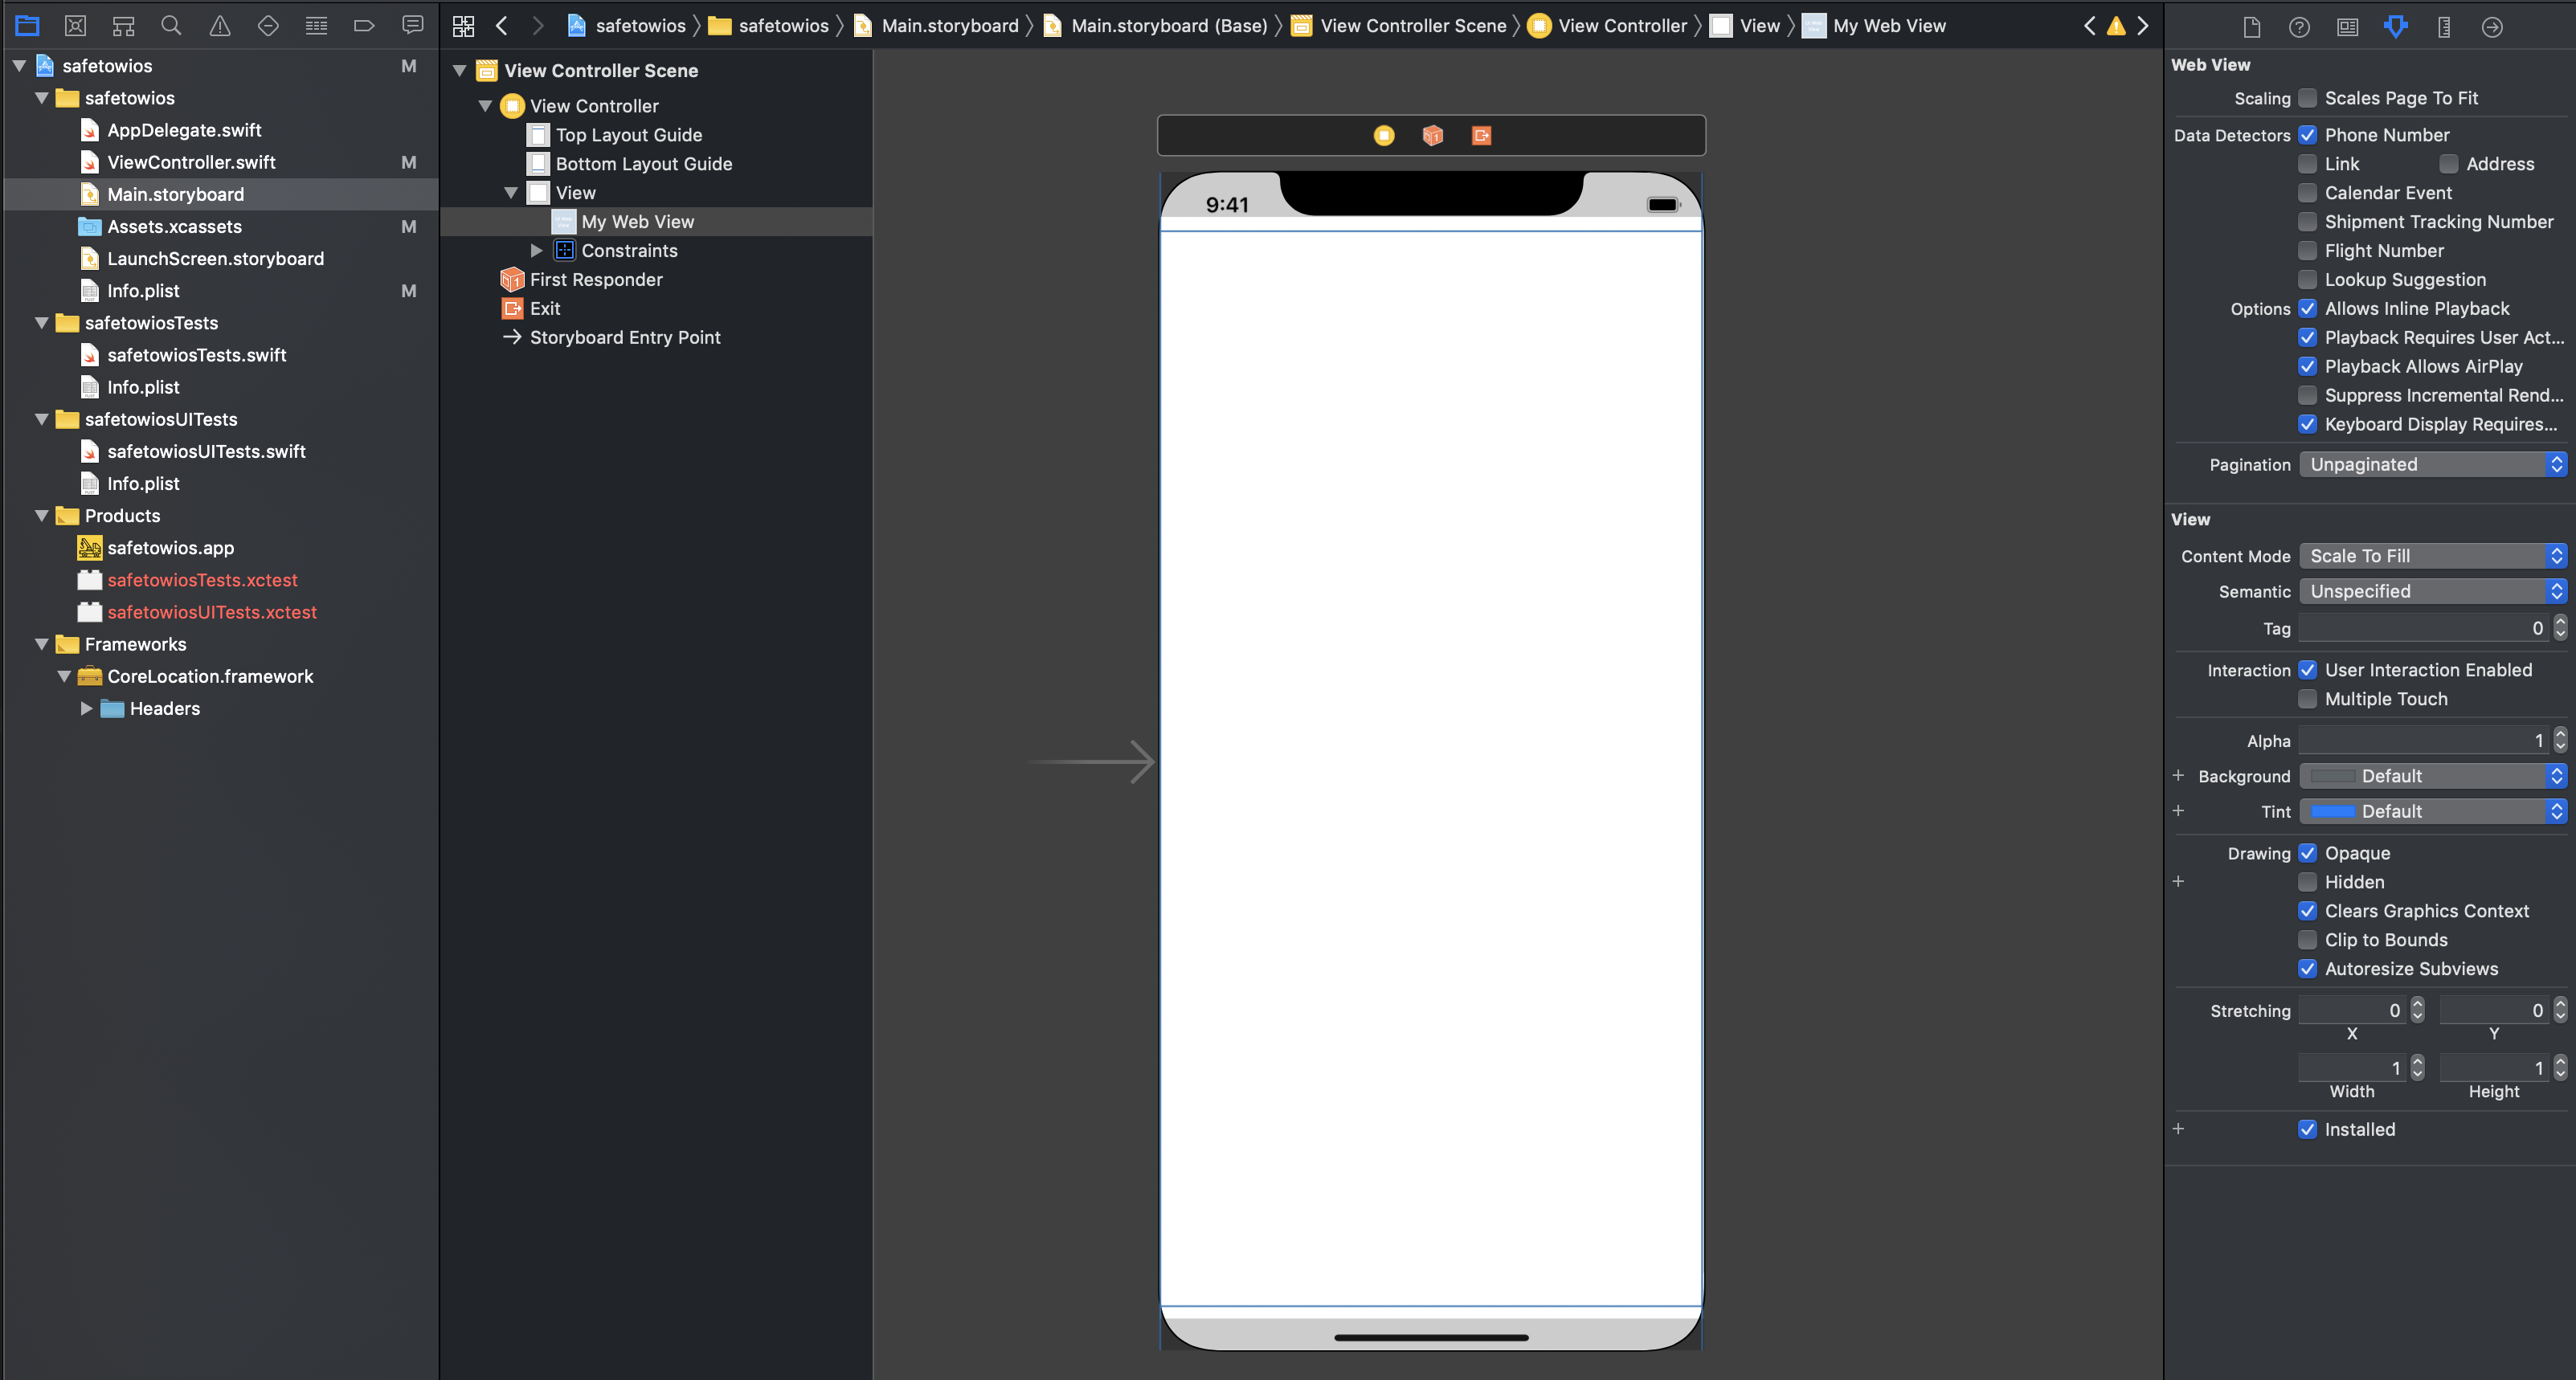 safetowios
safetowios
Main.storyboard
Main.storyboard (Base)
View Controller Scene
View Controller
View
My Web View
safetowios M
safetowios
AppDelegate.swift
ViewController.swift M
Main.storyboard
Assets.xcassets M
LaunchScreen.storyboard
Info.plist M
safetowiosTests
safetowiosTests.swift
Info.plist
safetowiosUITests
safetowiosUITests.swift
Info.plist
Products
safetowios.app
safetowiosTests.xctest
safetowiosUITests.xctest
Frameworks
CoreLocation.framework
Headers
View Controller Scene
View Controller
Top Layout Guide
Bottom Layout Guide
View
My Web View
Constraints
First Responder
Exit
Storyboard Entry Point
9:41
Web View
Scaling Scales Page To Fit
Data Detectors Phone Number
Link Address
Calendar Event
Shipment Tracking Number
Flight Number
Lookup Suggestion
Options Allows Inline Playback
Playback Requires User Act...
Playback Allows AirPlay
Suppress Incremental Rend...
Keyboard Display Requires...
Pagination Unpaginated
View
Content Mode Scale To Fill
Semantic Unspecified
Tag 0
Interaction User Interaction Enabled
Multiple Touch
Alpha 1
+ Background Default
+ Tint Default
Drawing Opaque
+ Hidden
Clears Graphics Context
Clip to Bounds
Autoresize Subviews
Stretching 0 0
X Y
1 1
Width Height
+ Installed